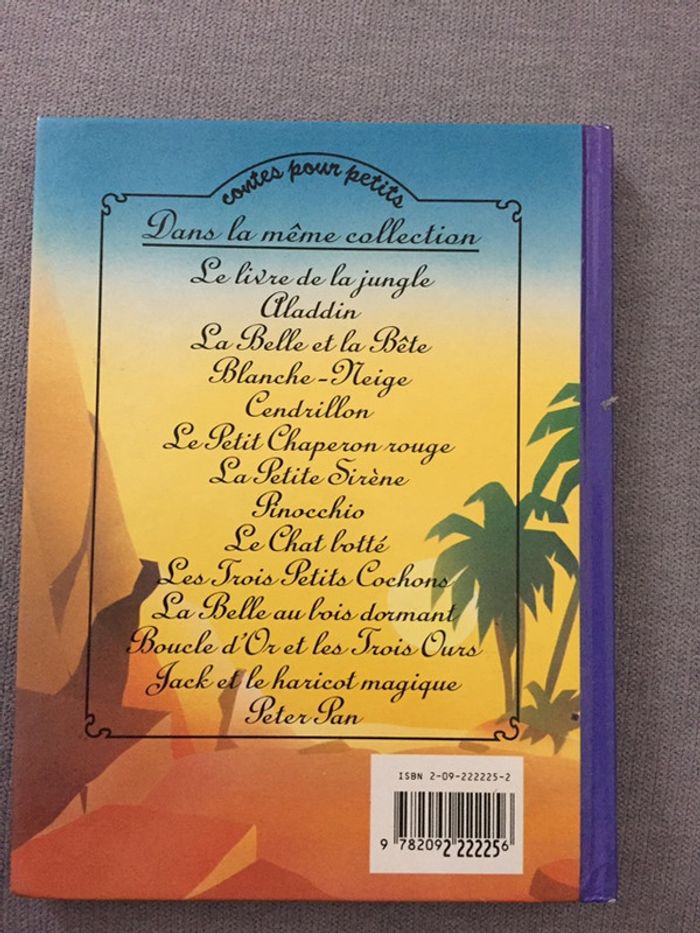 contes pour petits
Dans la même collection
Le livre de la jungle
Aladdin
La Belle et la Bête
Blanche-Neige
Cendrillon
Le Petit Chaperon rouge
La Petite Sirène
Pinocchio
Le Chat botté
Les Trois Petits Cochons
La Belle au bois dormant
Boucle d'Or et les Trois Ours
Jack et le haricot magique
Peter Pan
ISBN 2-09-222225-2
9 782092 222256